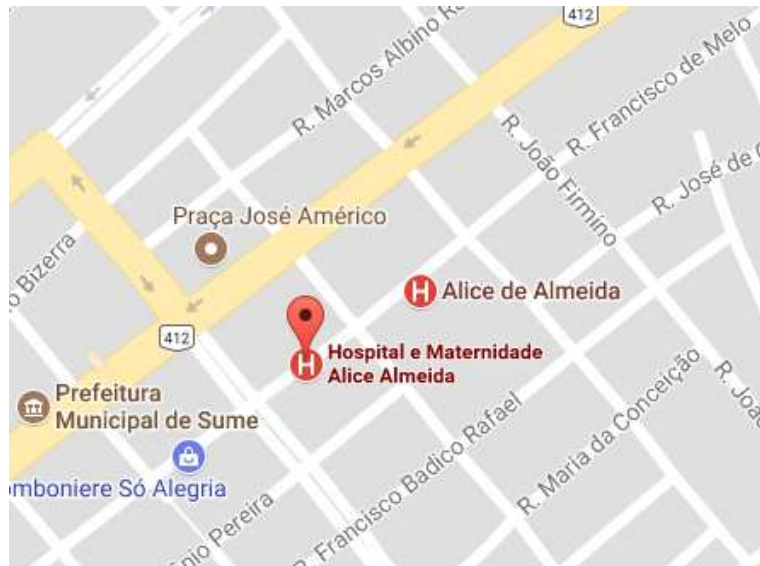 412
R. Marcos Albino
R. Francisco de Melo
R. João Firmino
R. José de
Praça José Américo
Bizerra
Alice de Almeida
412
Hospital e Maternidade
Alice Almeida
Prefeitura
Municipal de Sume
R. João
R. Maria da Conceição
R. Francisco Badico Rafael
mboniere Só Alegria
nio Pereira